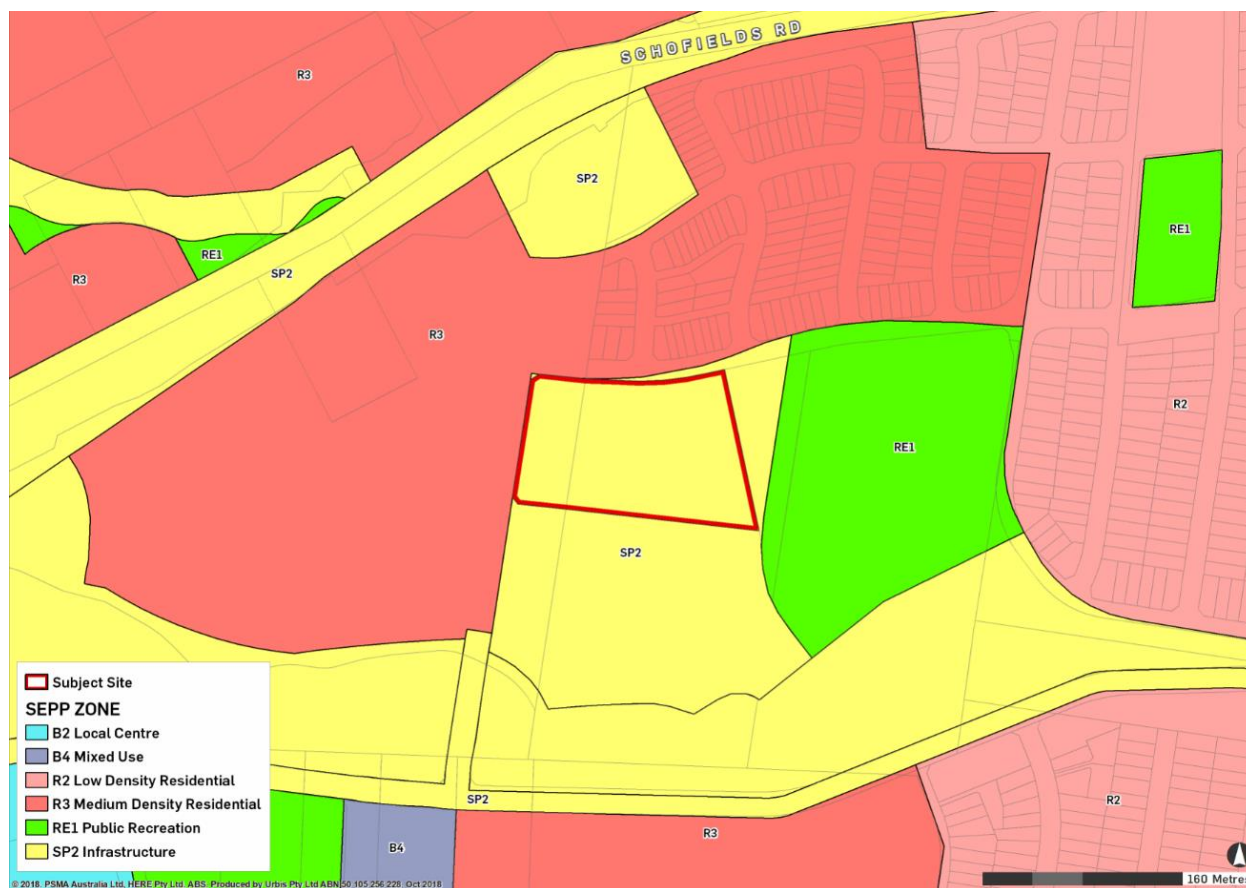 SCHOFIELDS RD
R3
SP2
RE1
RE1
SP2
R3
R3
R2
RE1
SP2
Subject Site
SEPP ZONE
B2 Local Centre
B4 Mixed Use
R2 Low Density Residential
R3 Medium Density Residential
RE1 Public Recreation
SP2 Infrastructure
SP2
R2
R3
B4
160 Metres
© 2018. PSMA Australia Ltd, HERE Pty Ltd. ABS. Produced by Urbis Pty Ltd ABN 50 105 256 228. Oct 2018